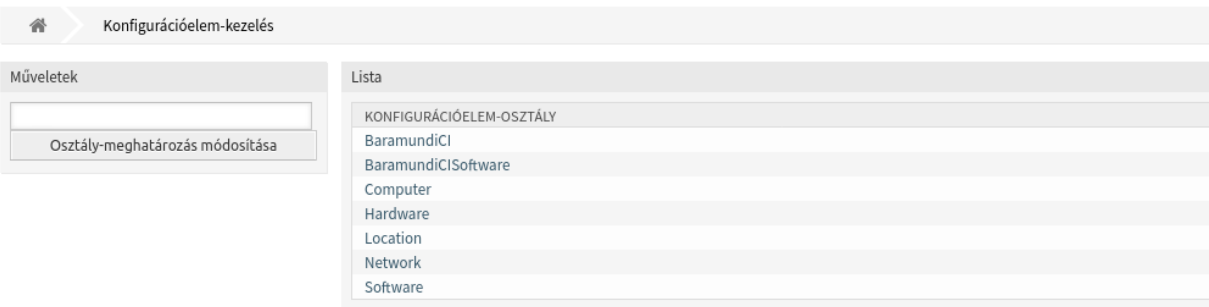 Konfigurációelem-kezelés
Műveletek
Osztály-meghatározás módosítása
Lista
KONFIGURÁCIÓELEM-OSZTÁLY
BaramundiCI
BaramundiCISoftware
Computer
Hardware
Location
Network
Software